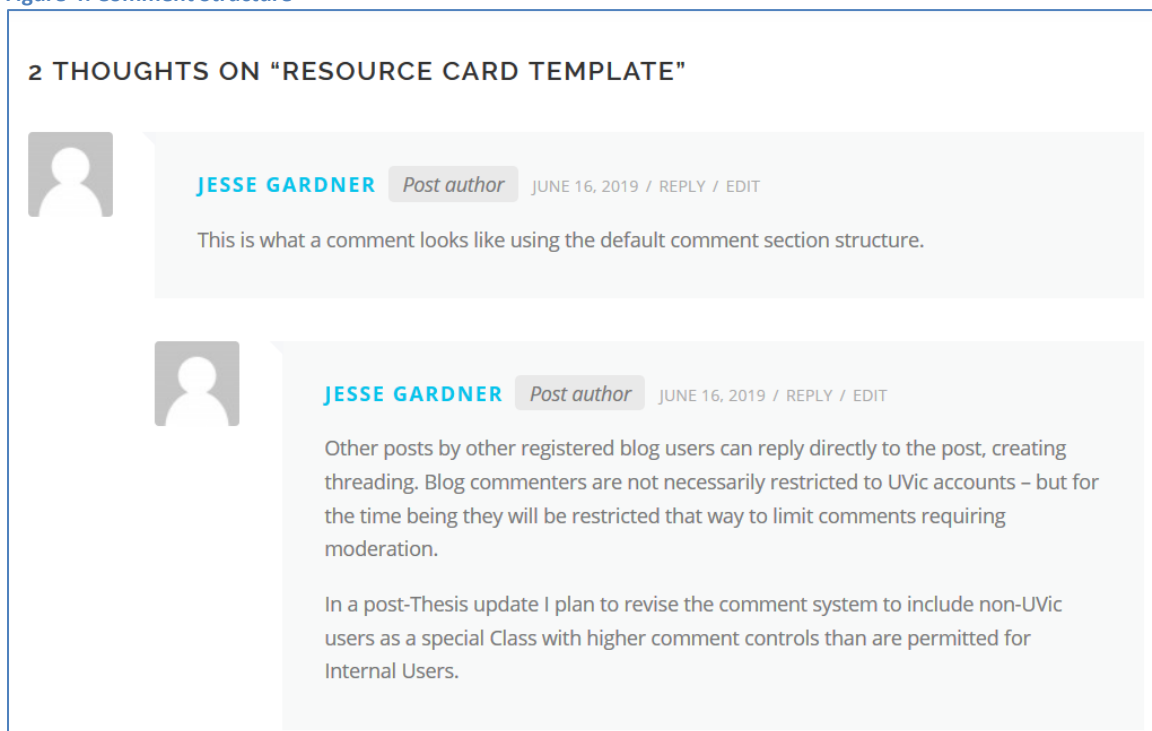 2 THOUGHTS ON “RESOURCE CARD TEMPLATE”
JESSE GARDNER Post author JUNE 16, 2019 / REPLY / EDIT
This is what a comment looks like using the default comment section structure.
JESSE GARDNER Post author JUNE 16, 2019 / REPLY / EDIT
Other posts by other registered blog users can reply directly to the post, creating
threading. Blog commenters are not necessarily restricted to UVic accounts – but for
the time being they will be restricted that way to limit comments requiring
moderation.
In a post-Thesis update I plan to revise the comment system to include non-UVic
users as a special Class with higher comment controls than are permitted for
Internal Users.